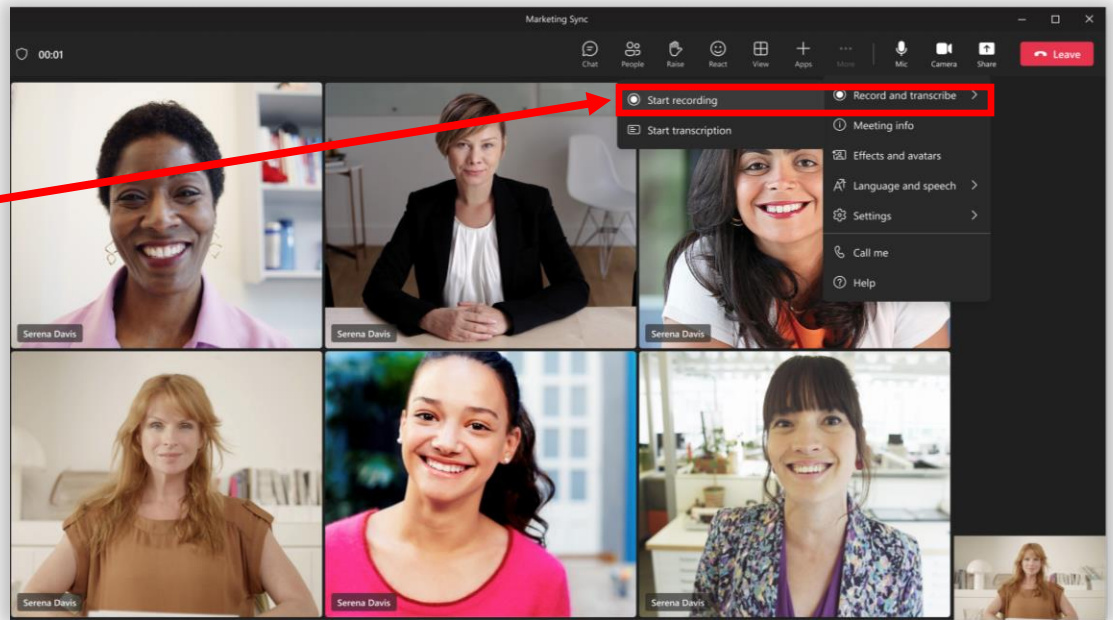 Marketing Sync
00:01
Chat People Raise React View Apps More Mic Camera Share Leave
Start recording
Start transcription
Record and transcribe
Meeting info
Effects and avatars
Language and speech
Settings
Call me
Help
Serena Davis
Serena Davis
Serena Davis
Serena Davis
Serena Davis
Serena Davis